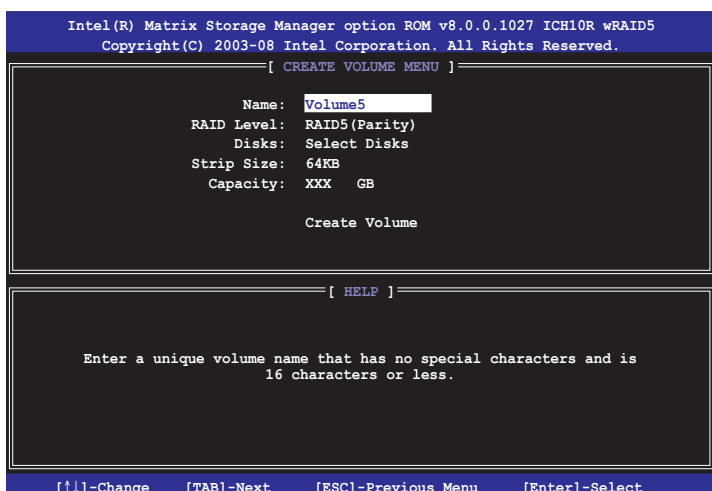 Intel(R) Matrix Storage Manager option ROM v8.0.0.1027 ICH10R wRAID5
Copyright(C) 2003-08 Intel Corporation. All Rights Reserved.
[ CREATE VOLUME MENU ]
Name: Volume5
RAID Level: RAID5(Parity)
Disks: Select Disks
Strip Size: 64KB
Capacity: XXX GB
Create Volume
[ HELP ]
Enter a unique volume name that has no special characters and is
16 characters or less.
[↑↓]-Change [TAB]-Next [ESC]-Previous Menu [Enter]-Select